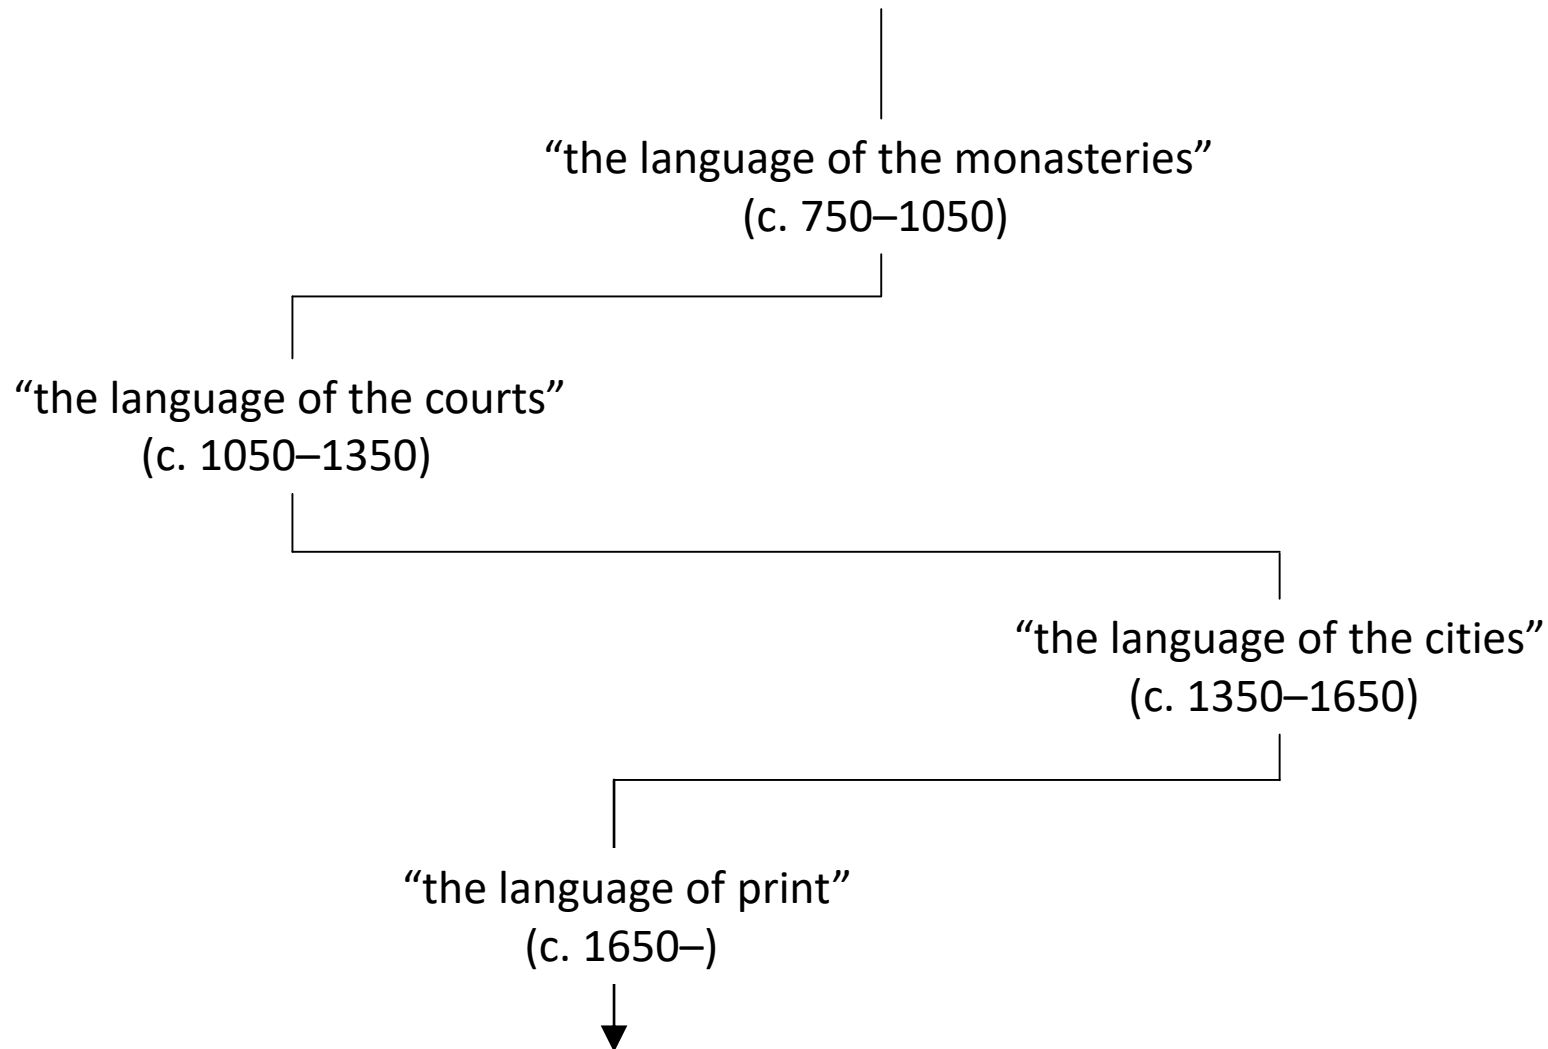 “the language of the monasteries”
(c. 750–1050)
“the language of the courts”
(c. 1050–1350)
“the language of the cities”
(c. 1350–1650)
“the language of print”
(c. 1650–)